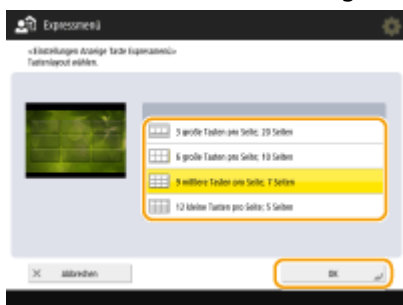 Expressmenü
<Einstellungen Anzeige Taste Expressmenü>
Tastenlayout wählen.
3 große Tasten pro Seite; 20 Seiten
6 große Tasten pro Seite; 10 Seiten
9 mittlere Tasten pro Seite; 7 Seiten
12 kleine Tasten pro Seite; 5 Seiten
Abbrechen
OK